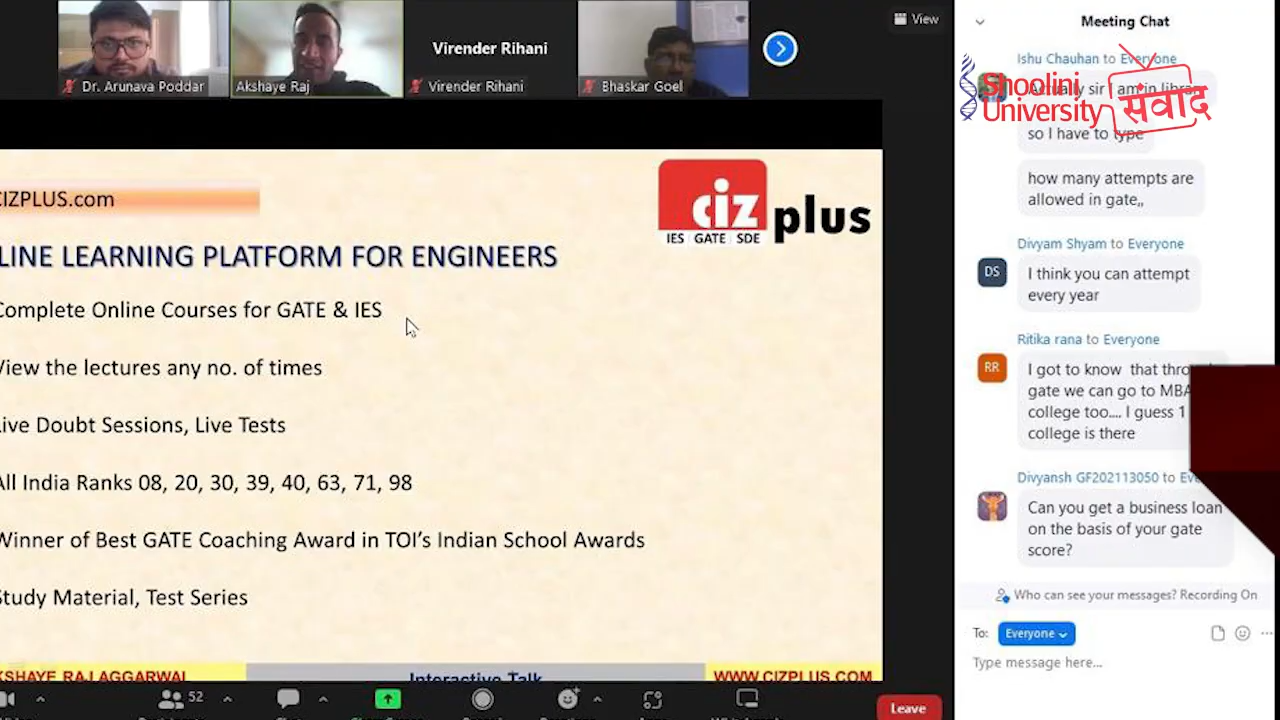 View
Virender Rihani
Dr. Arunava Poddar
Akshaye Raj
Virender Rihani
Bhaskar Goel
CIZPLUS.com
ciz plus
IES GATE SDE
LINE LEARNING PLATFORM FOR ENGINEERS
Complete Online Courses for GATE & IES
View the lectures any no. of times
Live Doubt Sessions, Live Tests
All India Ranks 08, 20, 30, 39, 40, 63, 71, 98
Winner of Best GATE Coaching Award in TOI's Indian School Awards
Study Material, Test Series
KSHAYE RAJ AGGARWAL
Interactive Talk
WWW.CIZPLUS.COM
52
Leave
Meeting Chat
Ishu Chauhan to Everyone
Actually sir I am in
so I have to type
Shoolini
University
संवाद
how many attempts are
allowed in gate,,
Divyam Shyam to Everyone
DS
I think you can attempt
every year
Ritika rana to Everyone
RR
I got to know that
gate we can go to MBA
college too.... I guess 1
college is there
Divyansh GF202113050 to
Can you get a business loan
on the basis of your gate
score?
Who can see your messages? Recording On
To: Everyone
Type message here...